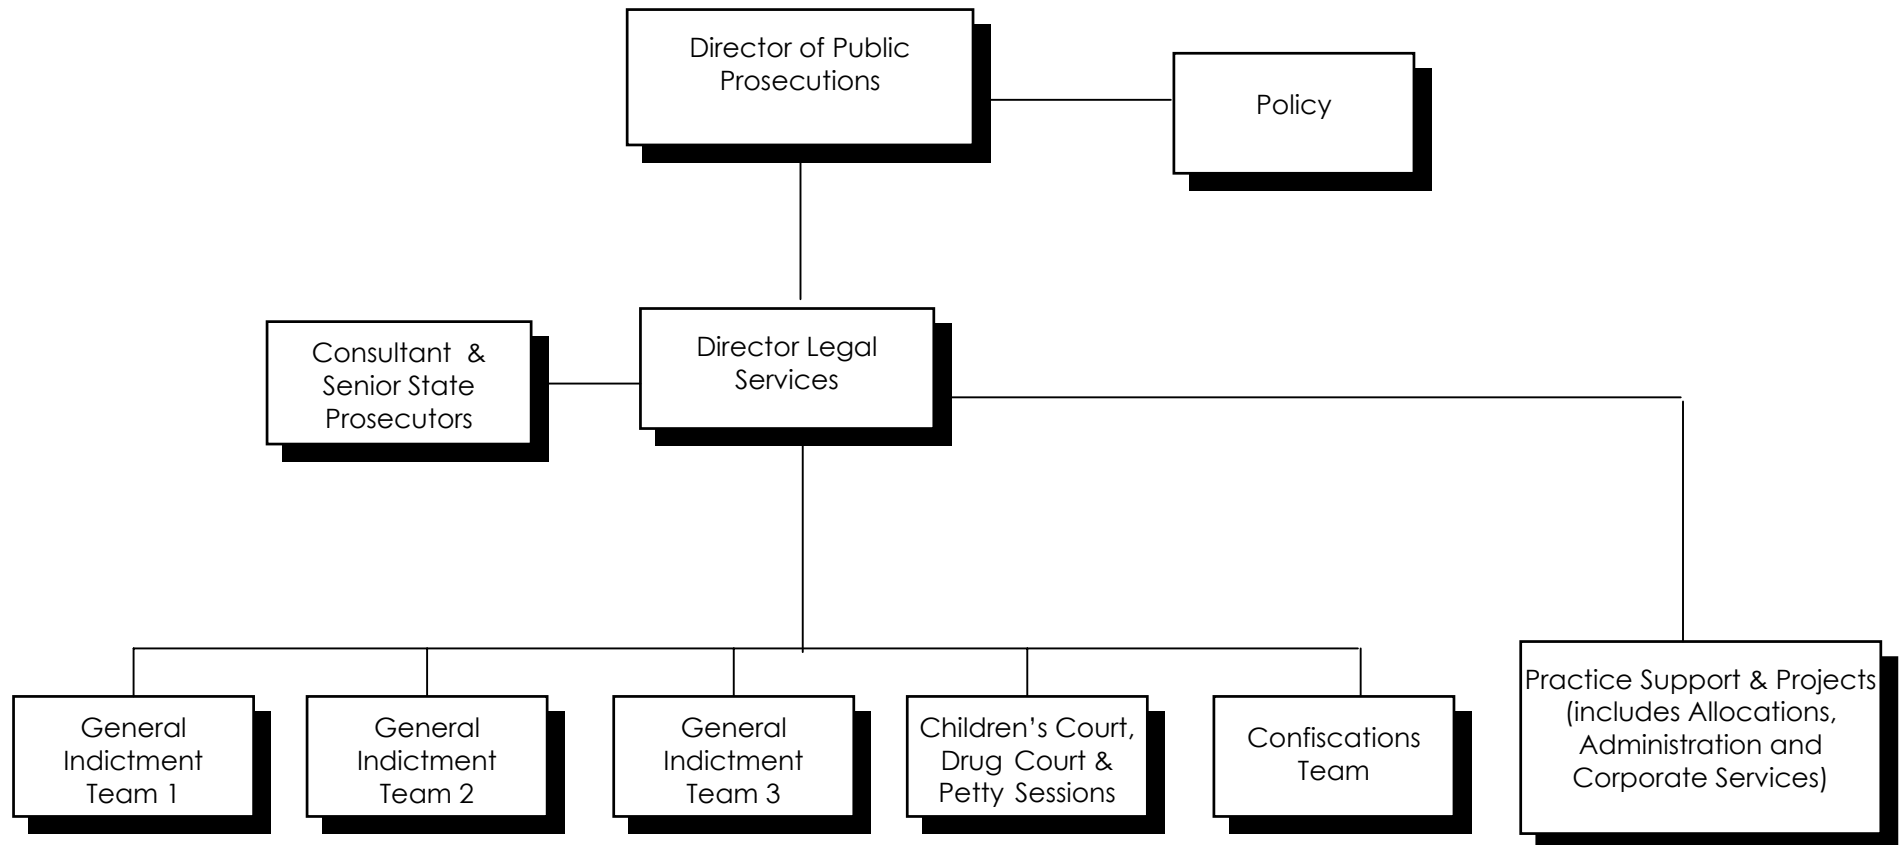 Director of Public
Prosecutions
Policy
Consultant &
Senior State
Prosecutors
Director Legal
Services
General
Indictment
Team 1
General
Indictment
Team 2
General
Indictment
Team 3
Children’s Court,
Drug Court &
Petty Sessions
Confiscations
Team
Practice Support & Projects
(includes Allocations,
Administration and
Corporate Services)